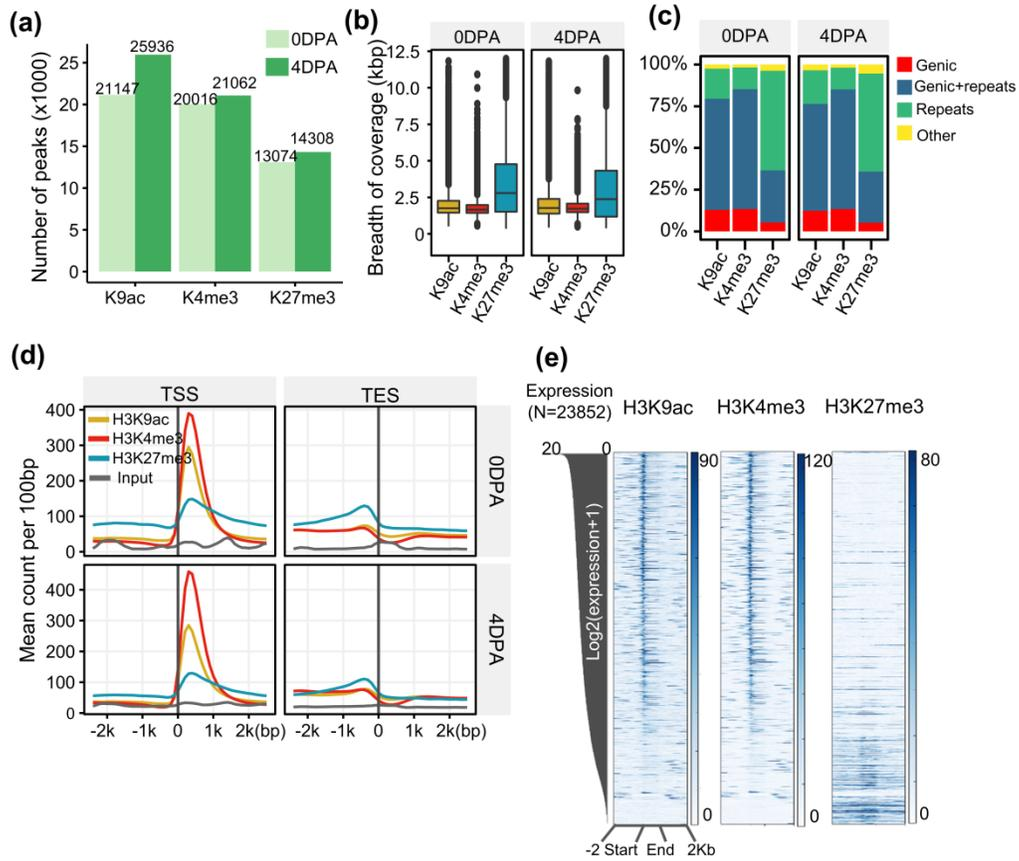 (a)
Number of peaks (x1000)
25
20
15
10
5
0
21147
25936
20016
21062
13074
14308
0DPA
4DPA
K9ac
K4me3
K27me3
(b)
Breadth of coverage (kbp)
0DPA
4DPA
12.5
10.0
7.5
5.0
2.5
0
K9ac
K4me3
K27me3
K9ac
K4me3
K27me3
(c)
0DPA
4DPA
100%
75%
50%
25%
0%
K9ac
K4me3
K27me3
K9ac
K4me3
K27me3
Genic
Genic+repeats
Repeats
Other
(d)
Mean count per 100bp
TSS
TES
400
300
200
100
0
H3K9ac
H3K4me3
H3K27me3
Input
0DPA
400
300
200
100
0
4DPA
-2k
-1k
0
1k
2k(bp)
-2k
-1k
0
1k
2k(bp)
(e)
Expression
(N=23852)
H3K9ac
H3K4me3
H3K27me3
20
0
Log2(expression+1)
90
0
120
0
80
0
-2 Start End 2Kb